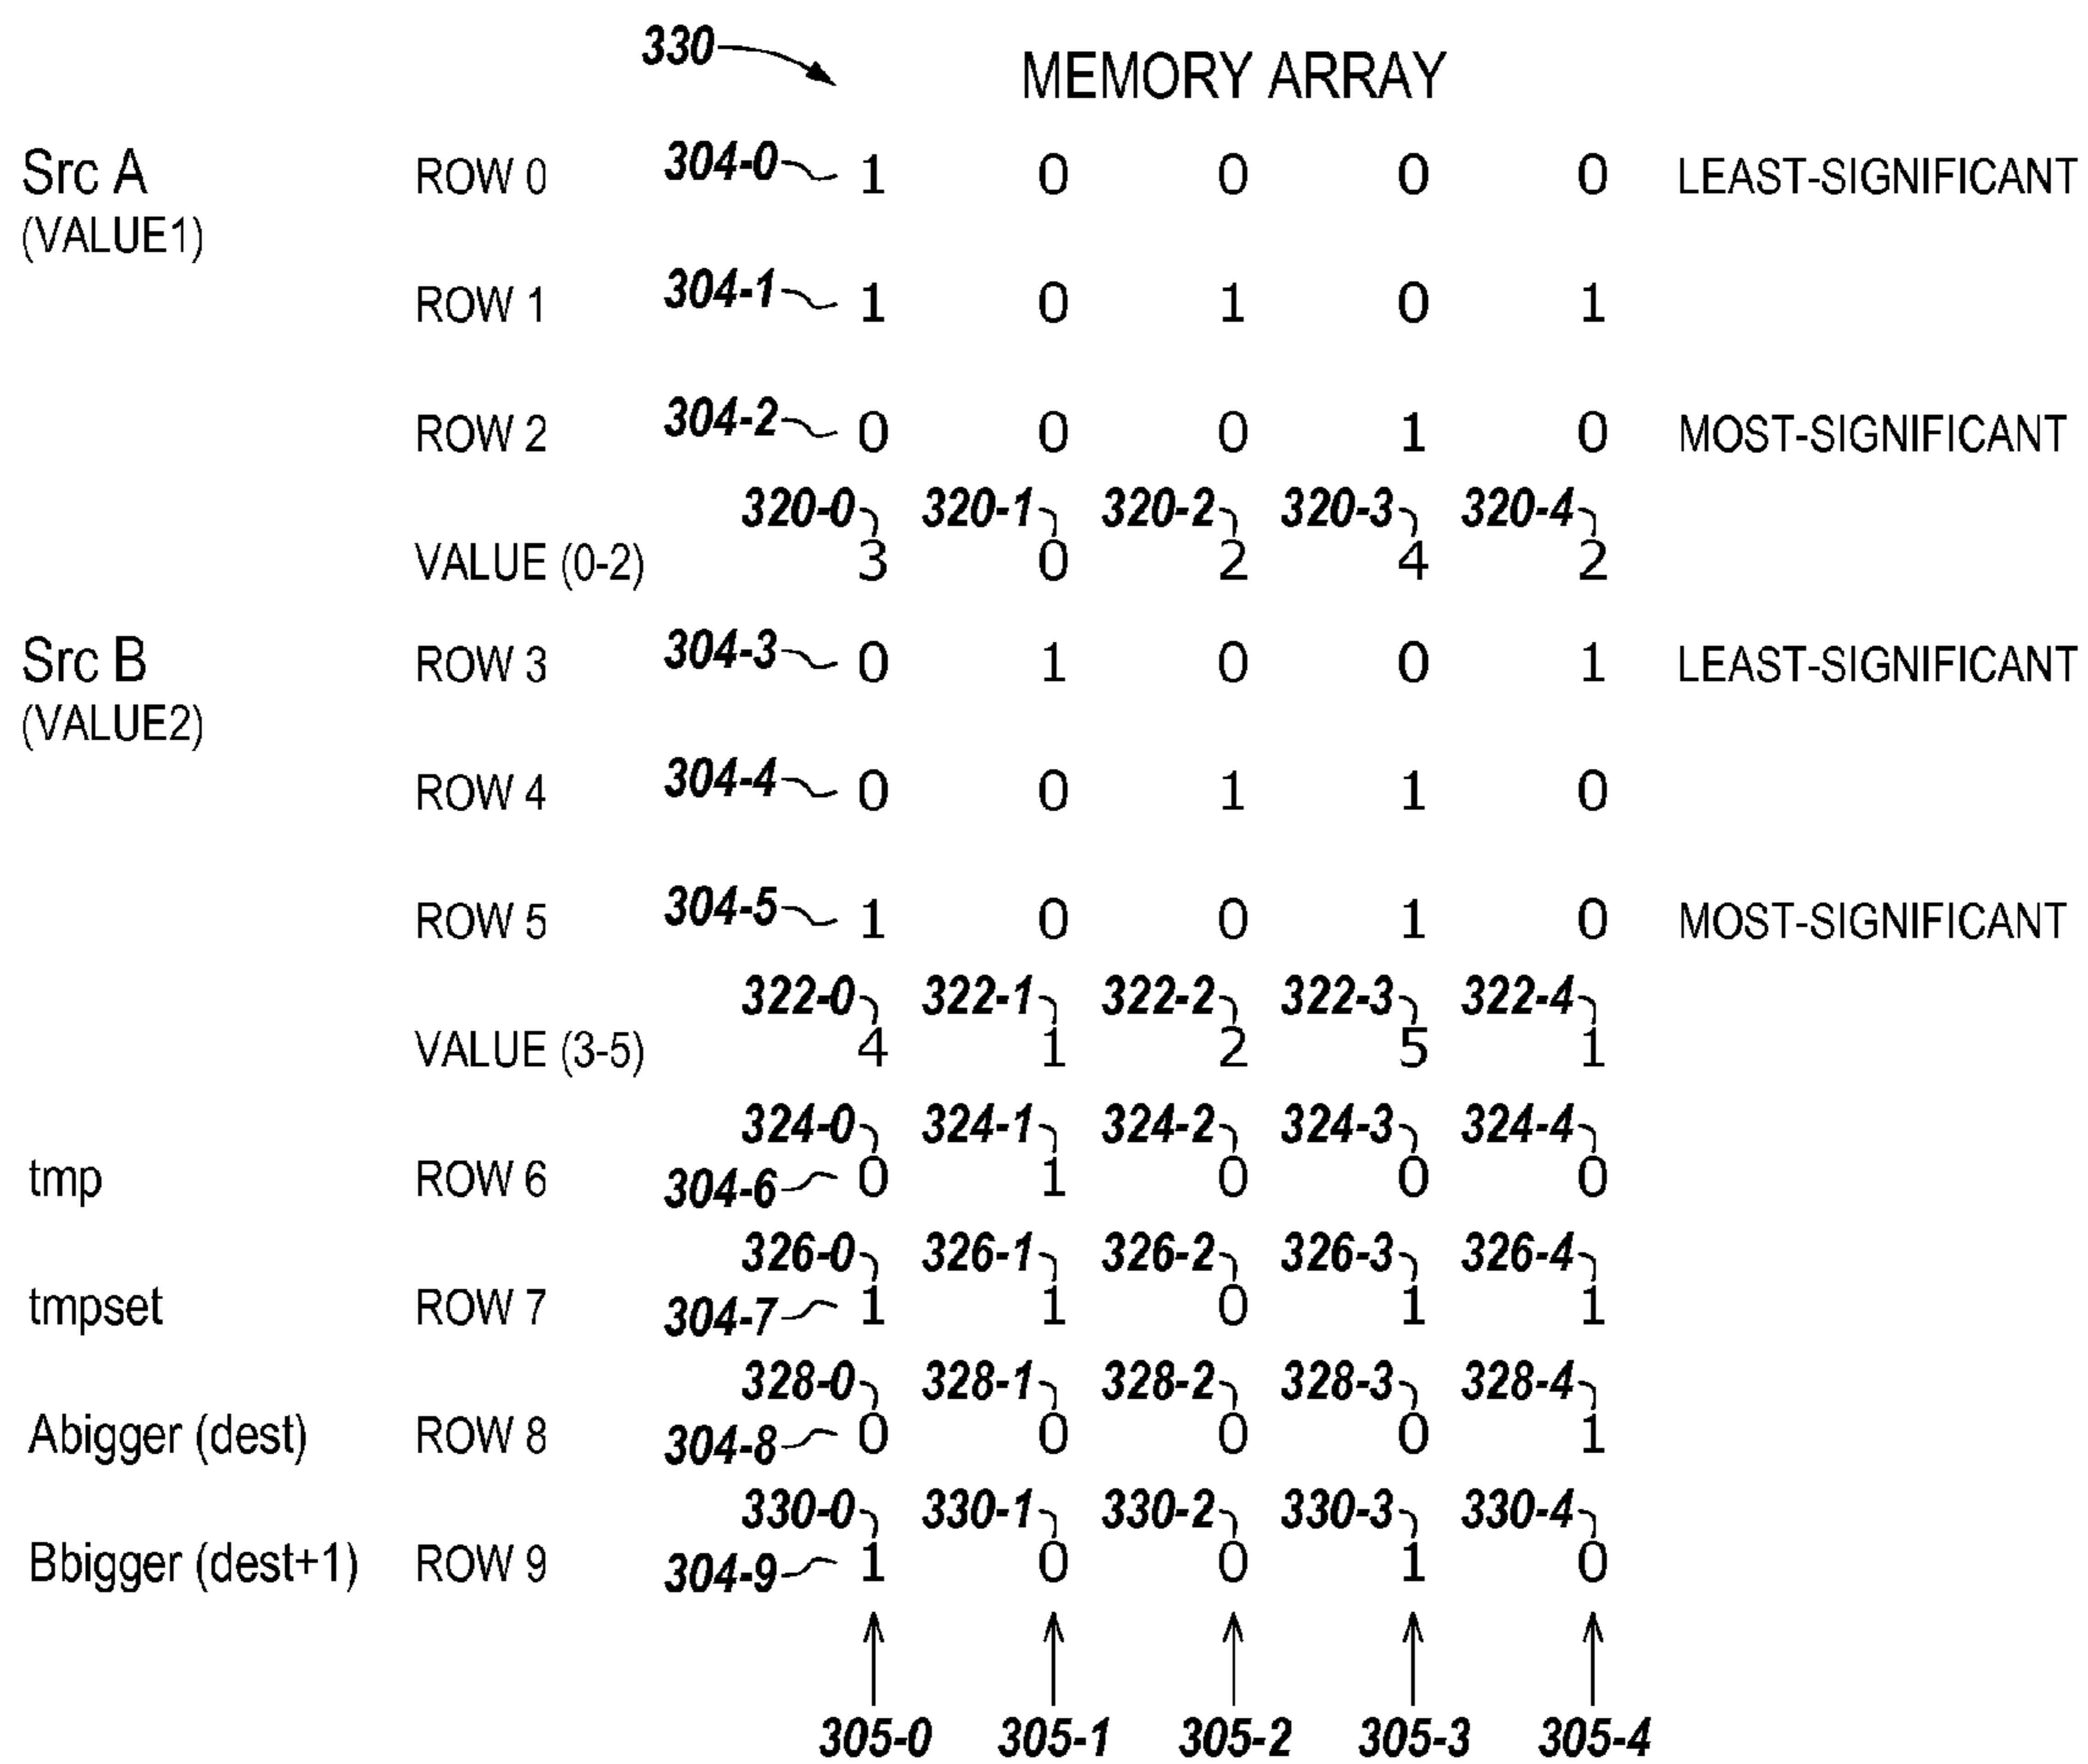 330 MEMORY ARRAY
Src A ROW 0 304-0 1 0 0 0 0 LEAST-SIGNIFICANT
(VALUE1)
ROW 1 304-1 1 0 1 0 1
ROW 2 304-2 0 0 0 1 0 MOST-SIGNIFICANT
320-0 320-1 320-2 320-3 320-4
VALUE (0-2) 3 0 2 4 2
Src B ROW 3 304-3 0 1 0 0 1 LEAST-SIGNIFICANT
(VALUE2)
ROW 4 304-4 0 0 1 1 0
ROW 5 304-5 1 0 0 1 0 MOST-SIGNIFICANT
322-0 322-1 322-2 322-3 322-4
VALUE (3-5) 4 1 2 5 1
324-0 324-1 324-2 324-3 324-4
tmp ROW 6 304-6 0 1 0 0 0
326-0 326-1 326-2 326-3 326-4
tmpset ROW 7 304-7 1 1 0 1 1
328-0 328-1 328-2 328-3 328-4
Abigger (dest) ROW 8 304-8 0 0 0 0 1
330-0 330-1 330-2 330-3 330-4
Bbigger (dest+1) ROW 9 304-9 1 0 0 1 0
305-0 305-1 305-2 305-3 305-4